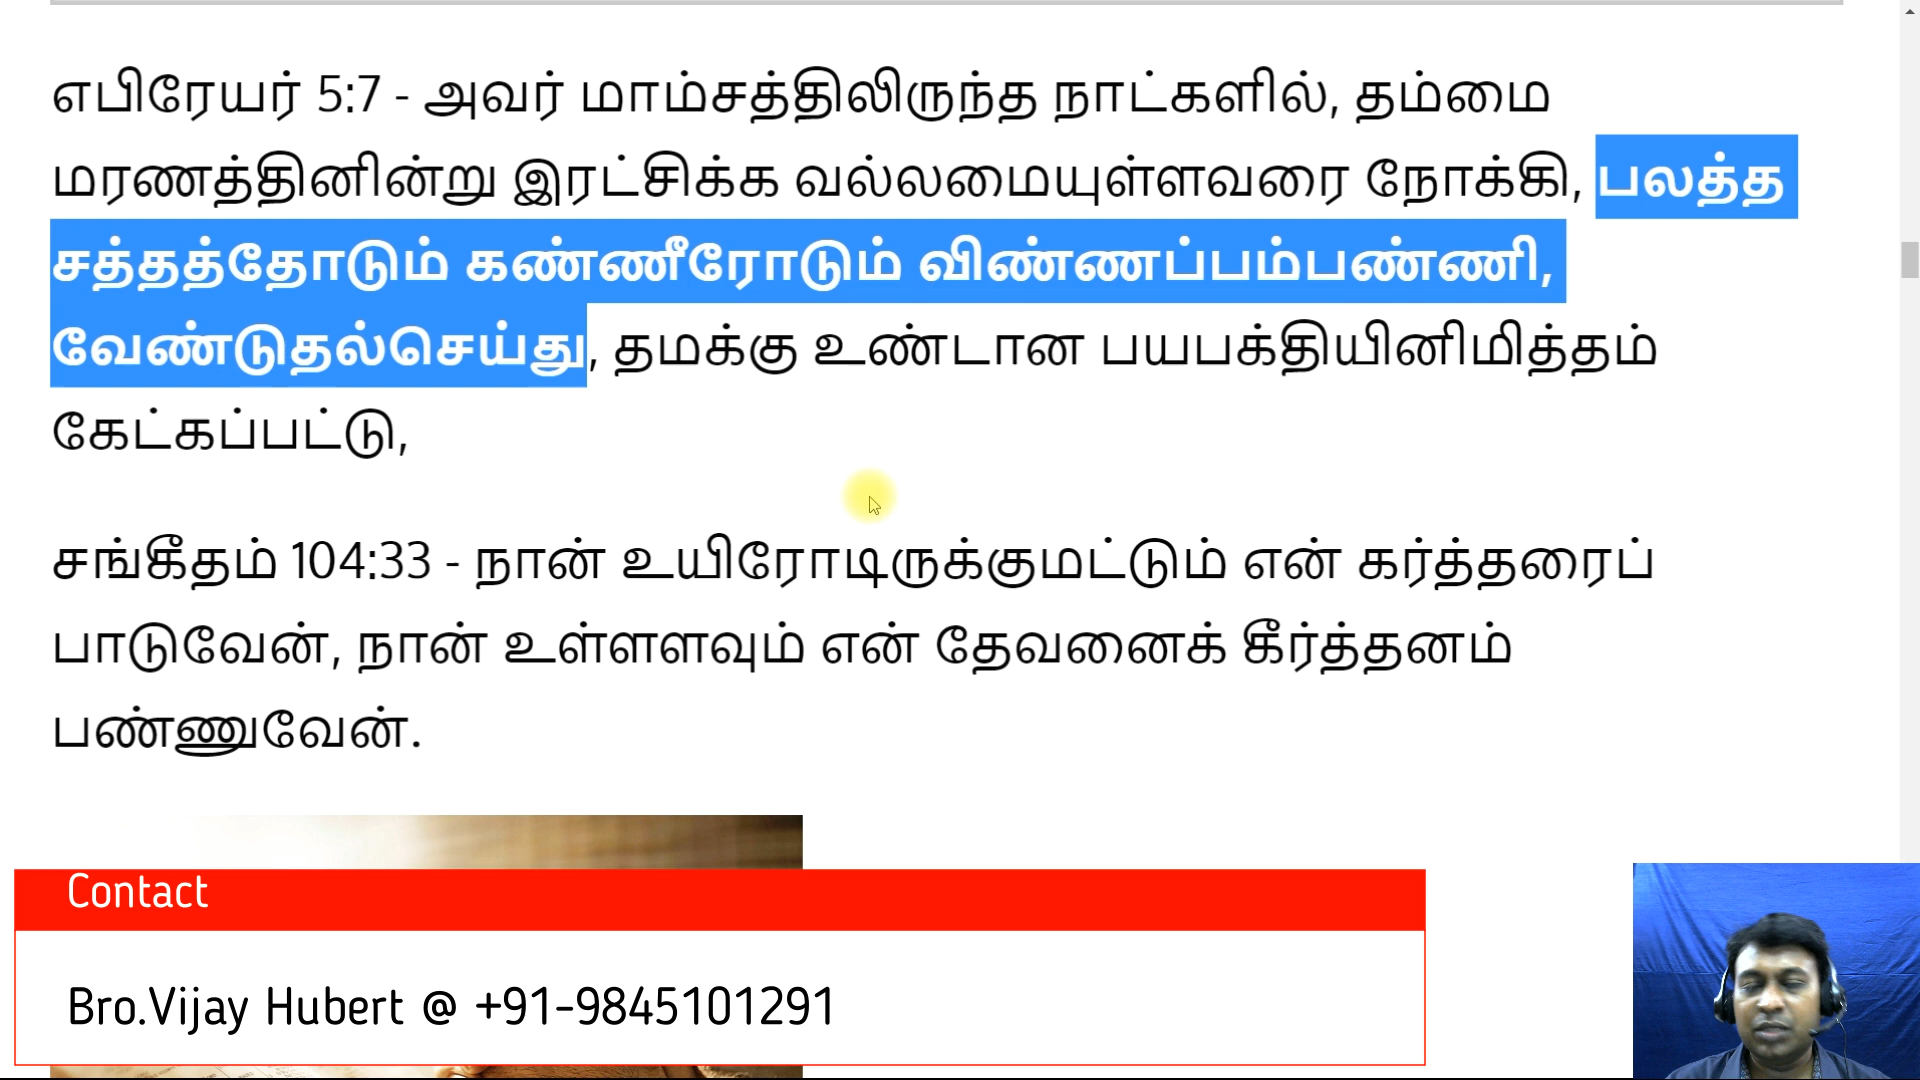 எபிரேயர் 5:7 - அவர் மாம்சத்திலிருந்த நாட்களில், தம்மை
மரணத்தினின்று இரட்சிக்க வல்லமையுள்ளவரை நோக்கி, பலத்த
சத்தத்தோடும் கண்ணீரோடும் விண்ணப்பம்பண்ணி,
வேண்டுதல்செய்து, தமக்கு உண்டான பயபக்தியினிமித்தம்
கேட்கப்பட்டு,
சங்கீதம் 104:33 - நான் உயிரோடிருக்குமட்டும் என் கர்த்தரைப்
பாடுவேன், நான் உள்ளளவும் என் தேவனைக் கீர்த்தனம்
பண்ணுவேன்.
Contact
Bro.Vijay Hubert @ +91-9845101291